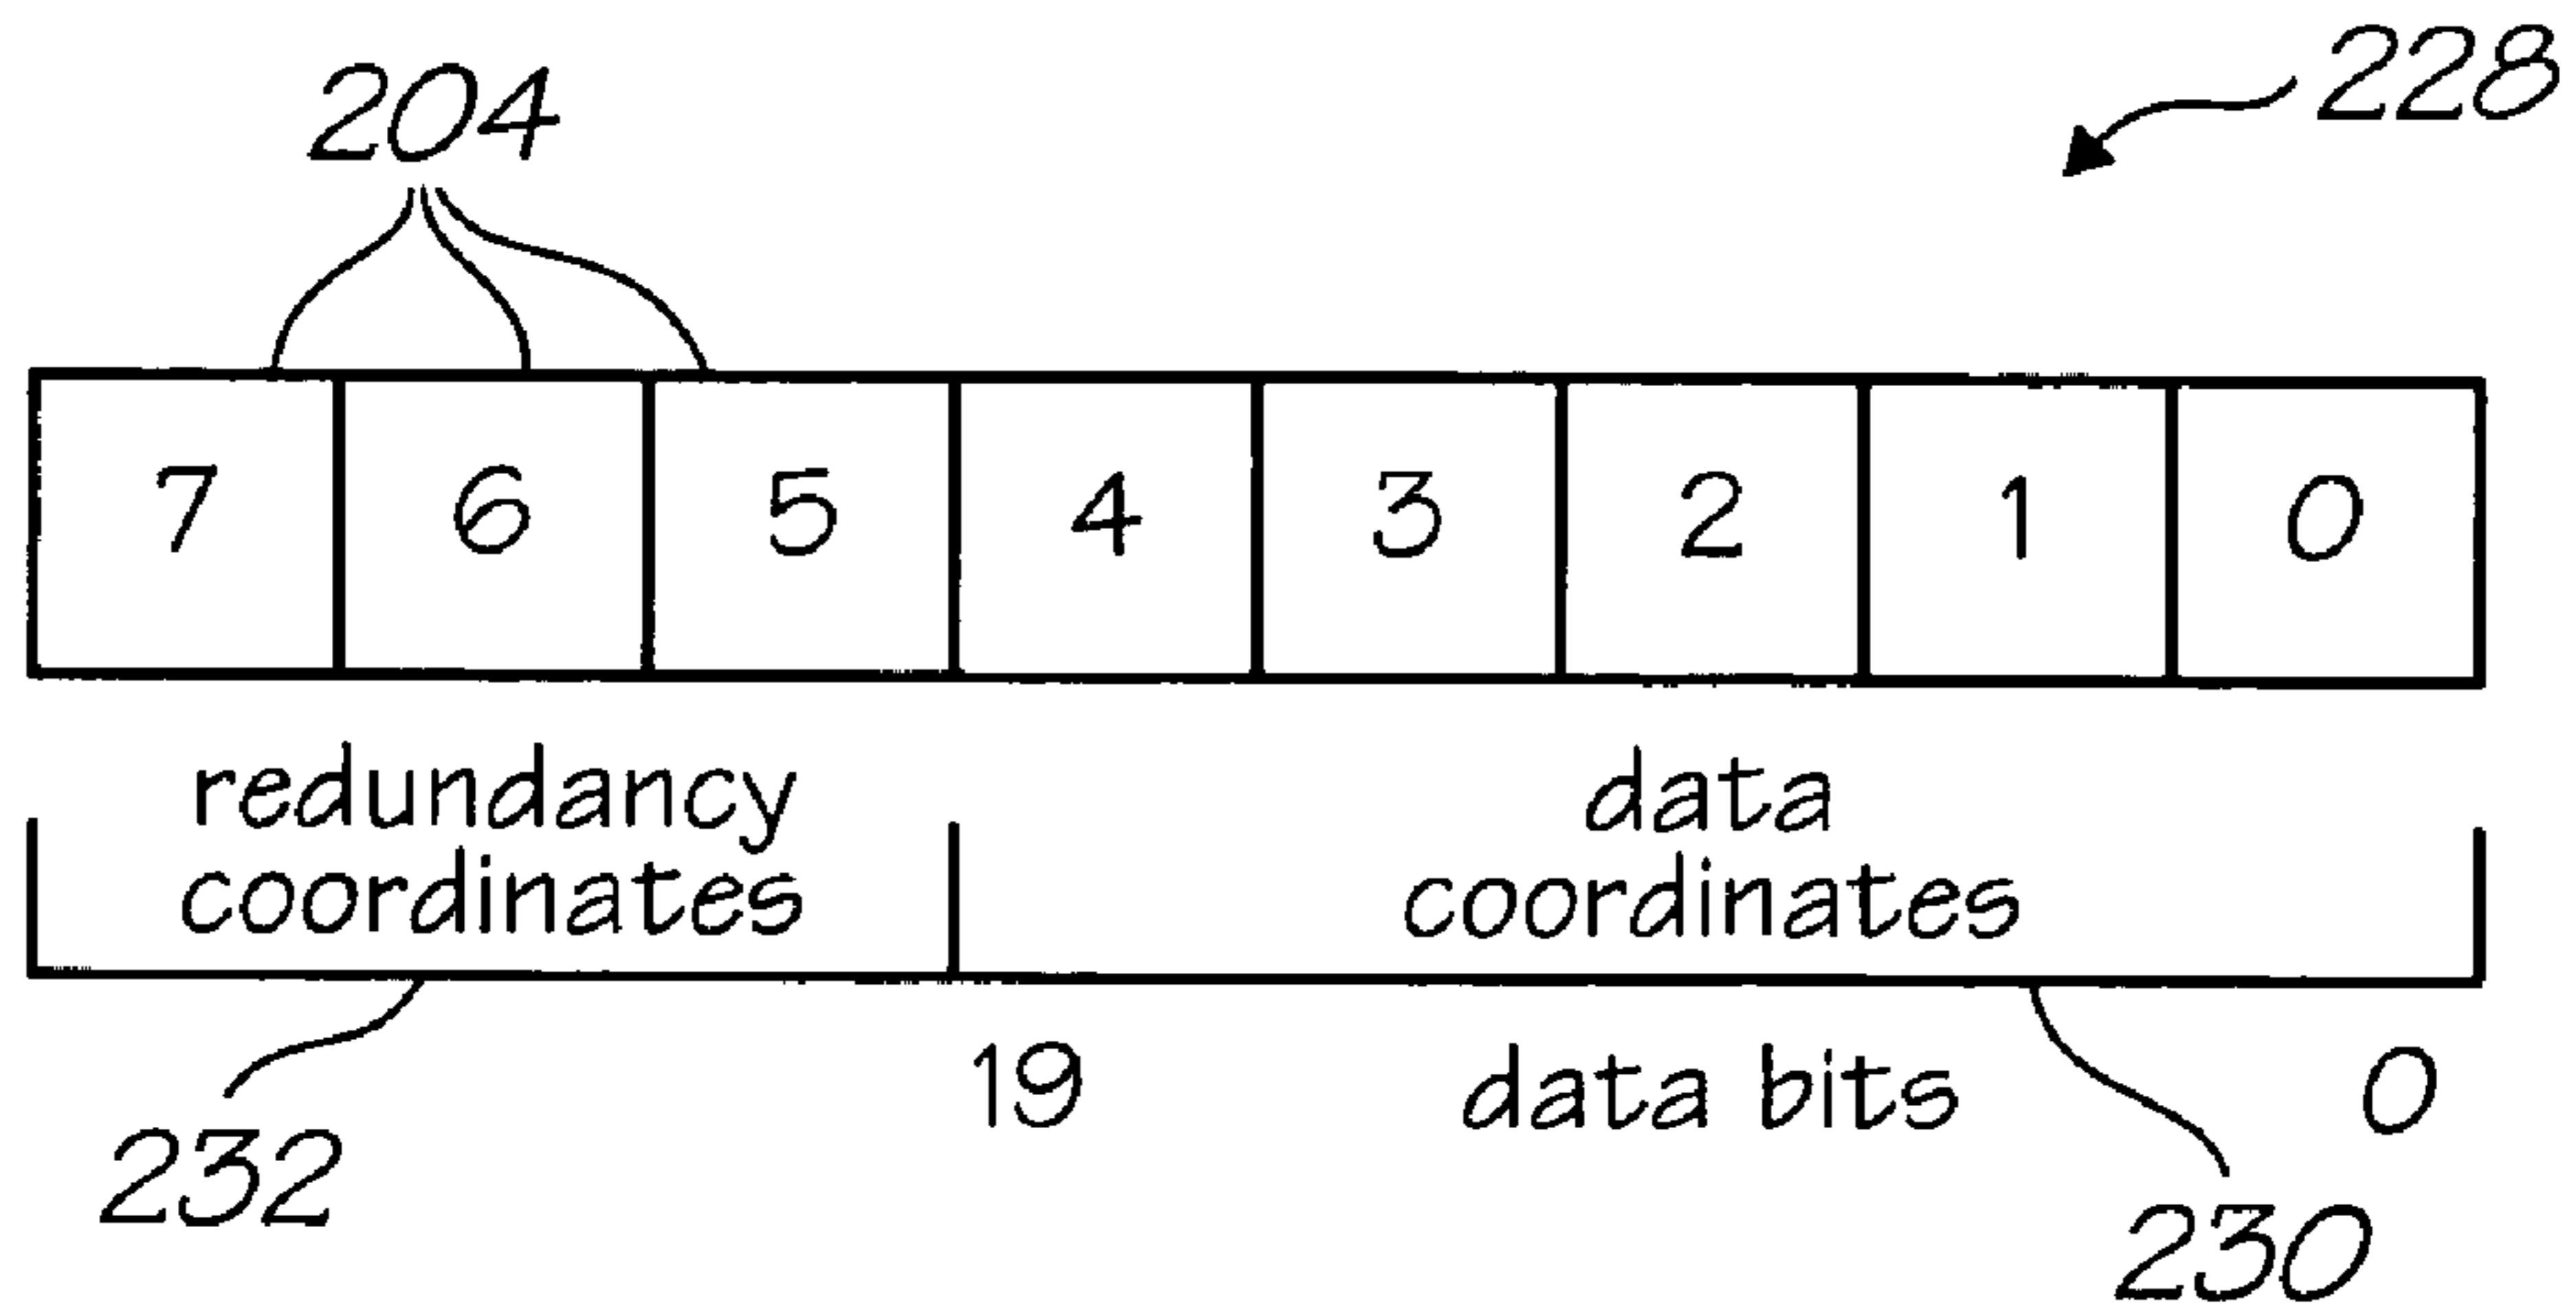 228
204
7 6 5 4 3 2 1 0
redundancy coordinates
data coordinates
19 data bits 0
232
230